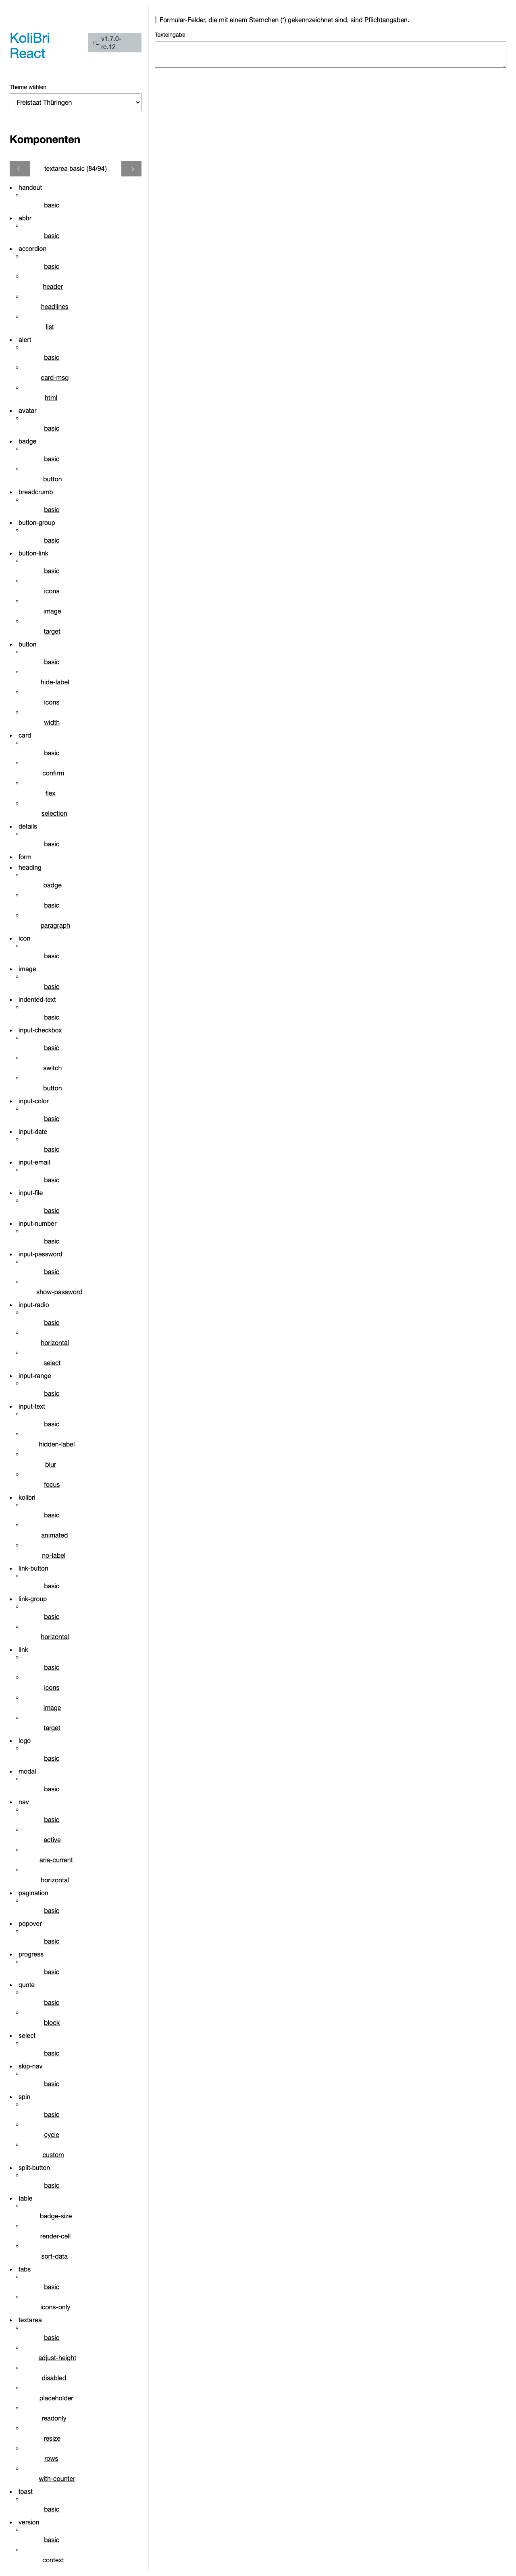 KoliBri
React
v1.7.0-
rc.12
Theme wählen
Freistaat Thüringen
Komponenten
textarea basic (84/94)
handout
basic
abbr
basic
accordion
basic
header
headlines
list
alert
basic
card-msg
html
avatar
basic
badge
basic
button
breadcrumb
basic
button-group
basic
button-link
basic
icons
image
target
button
basic
hide-label
icons
width
card
basic
confirm
flex
selection
details
basic
form
heading
badge
basic
paragraph
icon
basic
image
basic
indented-text
basic
input-checkbox
basic
switch
button
input-color
basic
input-date
basic
input-email
basic
input-file
basic
input-number
basic
input-password
basic
show-password
input-radio
basic
horizontal
select
input-range
basic
input-text
basic
hidden-label
blur
focus
kolibri
basic
animated
no-label
link-button
basic
link-group
basic
horizontal
link
basic
icons
image
target
logo
basic
modal
basic
nav
basic
active
aria-current
horizontal
pagination
basic
popover
basic
progress
basic
quote
basic
block
select
basic
skip-nav
basic
spin
basic
cycle
custom
split-button
basic
table
badge-size
render-cell
sort-data
tabs
basic
icons-only
textarea
basic
adjust-height
disabled
placeholder
readonly
resize
rows
with-counter
toast
basic
version
basic
context
Formular-Felder, die mit einem Sternchen (*) gekennzeichnet sind, sind Pflichtangaben.
Texteingabe